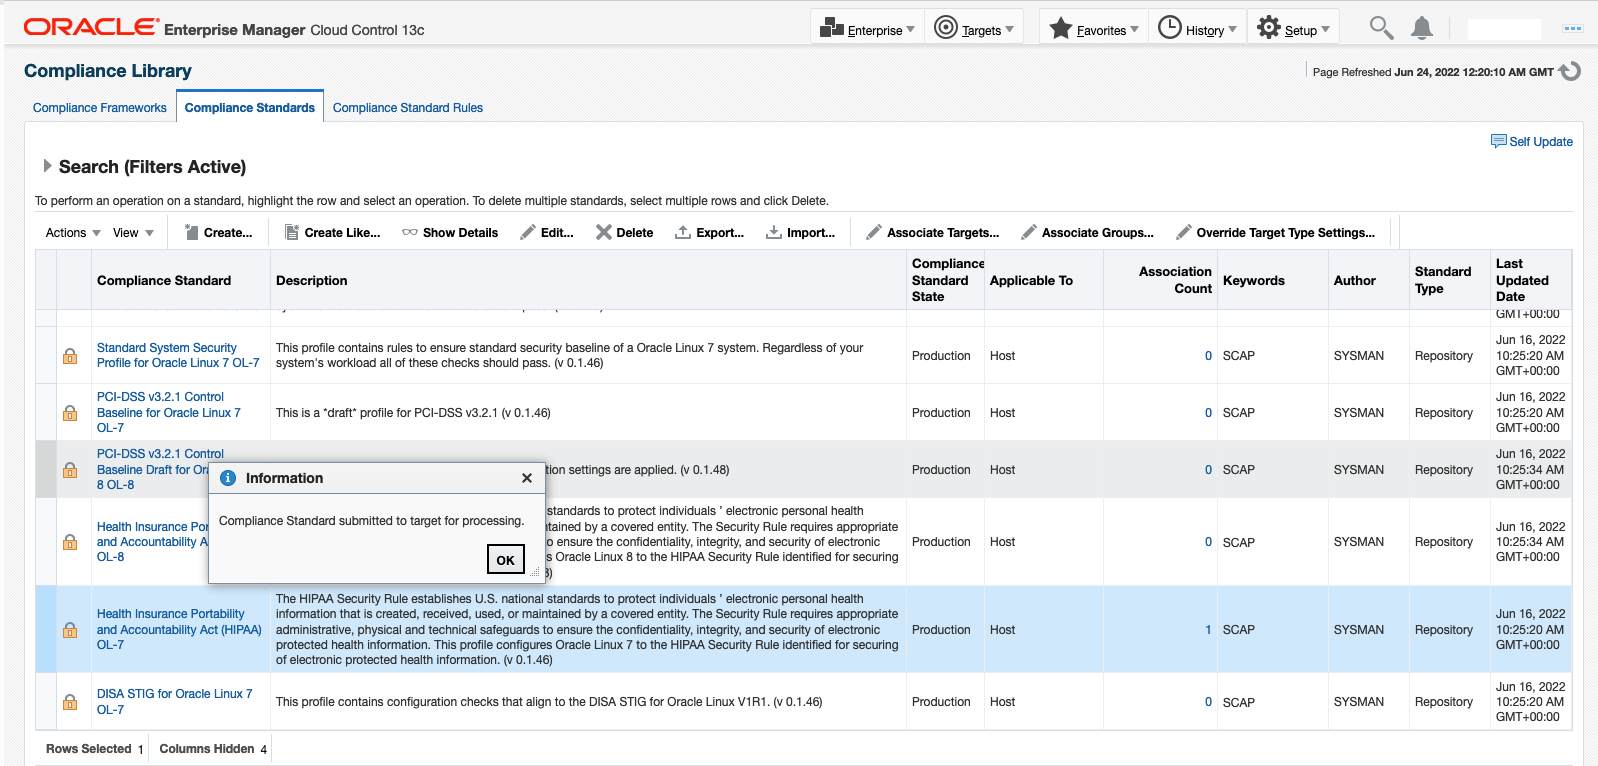 ORACLE® Enterprise Manager Cloud Control 13c
Enterprise Targets Favorites History Setup
Compliance Library
Page Refreshed Jun 24, 2022 12:20:10 AM GMT
Compliance Frameworks Compliance Standards Compliance Standard Rules
Self Update
Search (Filters Active)
To perform an operation on a standard, highlight the row and select an operation. To delete multiple standards, select multiple rows and click Delete.
Actions View Create... Create Like... Show Details Edit... Delete Export... Import... Associate Targets... Associate Groups... Override Target Type Settings...
Compliance Standard
Description
Compliance
Standard
State
Applicable To
Association
Count
Keywords
Author
Standard
Type
Last
Updated
Date
GMT+00:00
Standard System Security
Profile for Oracle Linux 7 OL-7
This profile contains rules to ensure standard security baseline of a Oracle Linux 7 system. Regardless of your
system's workload all of these checks should pass. (v 0.1.46)
Production
Host
0
SCAP
SYSMAN
Repository
Jun 16, 2022
10:25:20 AM
GMT+00:00
PCI-DSS v3.2.1 Control
Baseline for Oracle Linux 7
OL-7
This is a *draft* profile for PCI-DSS v3.2.1 (v 0.1.46)
Production
Host
0
SCAP
SYSMAN
Repository
Jun 16, 2022
10:25:20 AM
GMT+00:00
PCI-DSS v3.2.1 Control
Baseline Draft for Ora
8 OL-8
tion settings are applied. (v 0.1.48)
Production
Host
0
SCAP
SYSMAN
Repository
Jun 16, 2022
10:25:34 AM
GMT+00:00
Information
Compliance Standard submitted to target for processing.
OK
Health Insurance Por
and Accountability A
OL-8
standards to protect individuals ’ electronic personal health
tained by a covered entity. The Security Rule requires appropriate
o ensure the confidentiality, integrity, and security of electronic
s Oracle Linux 8 to the HIPAA Security Rule identified for securing
8)
Production
Host
0
SCAP
SYSMAN
Repository
Jun 16, 2022
10:25:34 AM
GMT+00:00
Health Insurance Portability
and Accountability Act (HIPAA)
OL-7
The HIPAA Security Rule establishes U.S. national standards to protect individuals ’ electronic personal health
information that is created, received, used, or maintained by a covered entity. The Security Rule requires appropriate
administrative, physical and technical safeguards to ensure the confidentiality, integrity, and security of electronic
protected health information. This profile configures Oracle Linux 7 to the HIPAA Security Rule identified for securing
of electronic protected health information. (v 0.1.46)
Production
Host
1
SCAP
SYSMAN
Repository
Jun 16, 2022
10:25:20 AM
GMT+00:00
DISA STIG for Oracle Linux 7
OL-7
This profile contains configuration checks that align to the DISA STIG for Oracle Linux V1R1. (v 0.1.46)
Production
Host
0
SCAP
SYSMAN
Repository
Jun 16, 2022
10:25:20 AM
GMT+00:00
Rows Selected 1 Columns Hidden 4